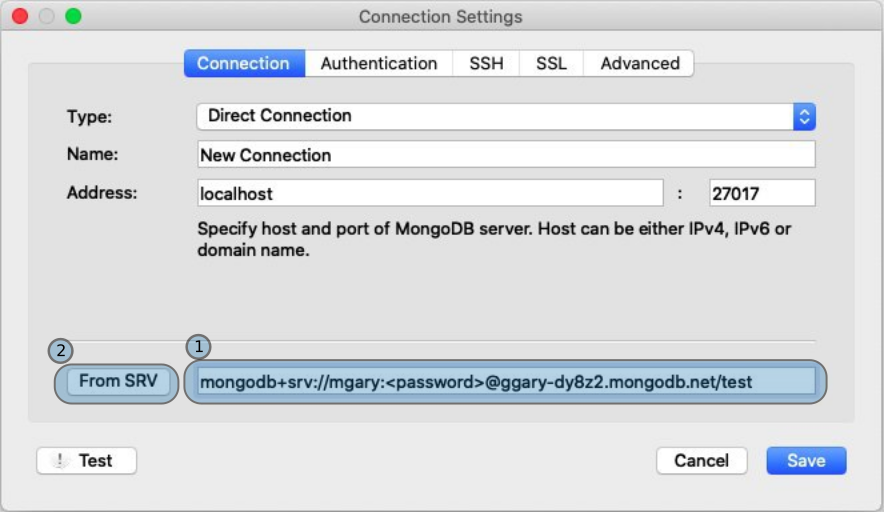 Connection Settings
Connection Authentication SSH SSL Advanced
Type: Direct Connection
Name: New Connection
Address: localhost : 27017
Specify host and port of MongoDB server. Host can be either IPv4, IPv6 or
domain name.
2 1
From SRV mongodb+srv://mgary:<password>@ggary-dy8z2.mongodb.net/test
! Test Cancel Save